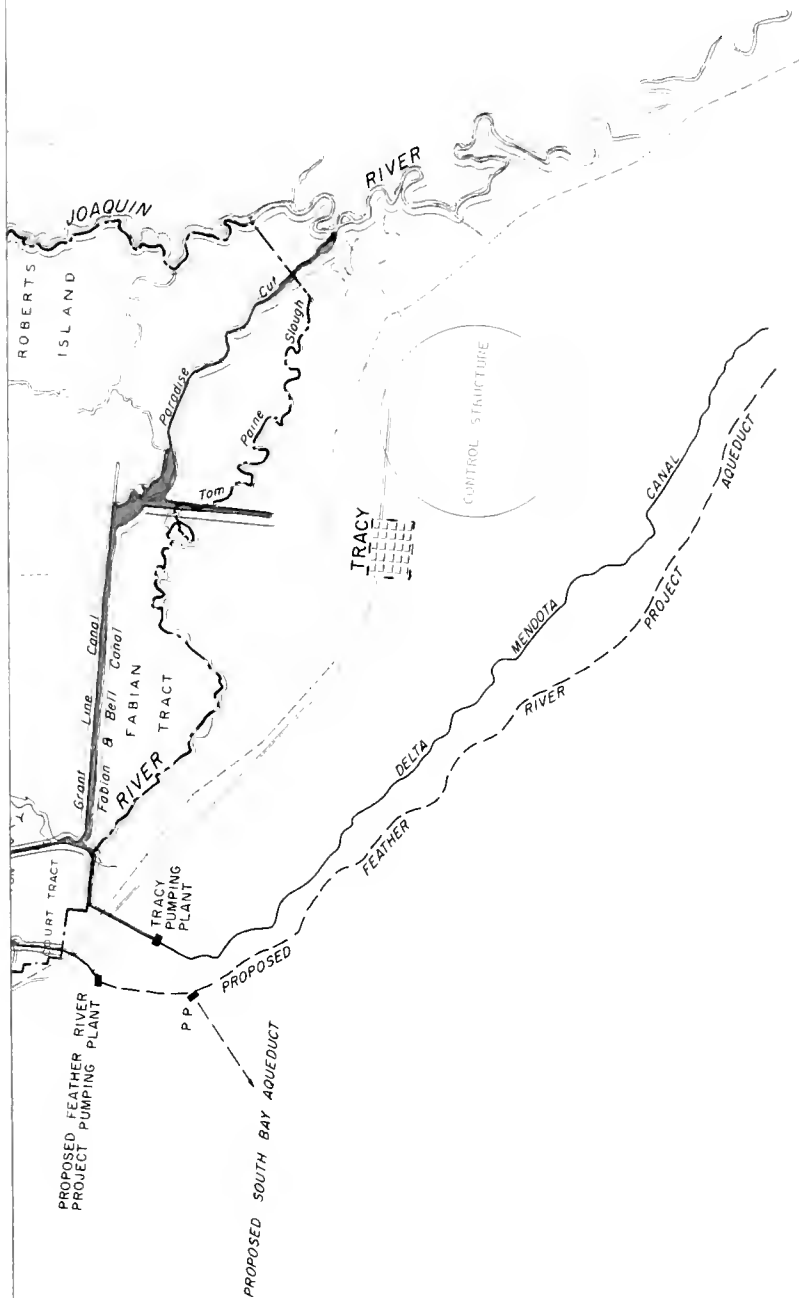 JOAQUIN
RIVER
ROBERTS
ISLAND
Paradise
Cut
Slough
Paine
Tom
CONTROL STRUCTURE
TRACY
Grant Line Canal
Fabian & Bell Canal
FABIAN
TRACT
RIVER
COURT TRACT
TRACY
PUMPING
PLANT
DELTA
MENDOTA
CANAL
PROPOSED
FEATHER
RIVER
PROJECT
AQUEDUCT
P P
PROPOSED FEATHER RIVER
PROJECT PUMPING PLANT
PROPOSED SOUTH BAY AQUEDUCT